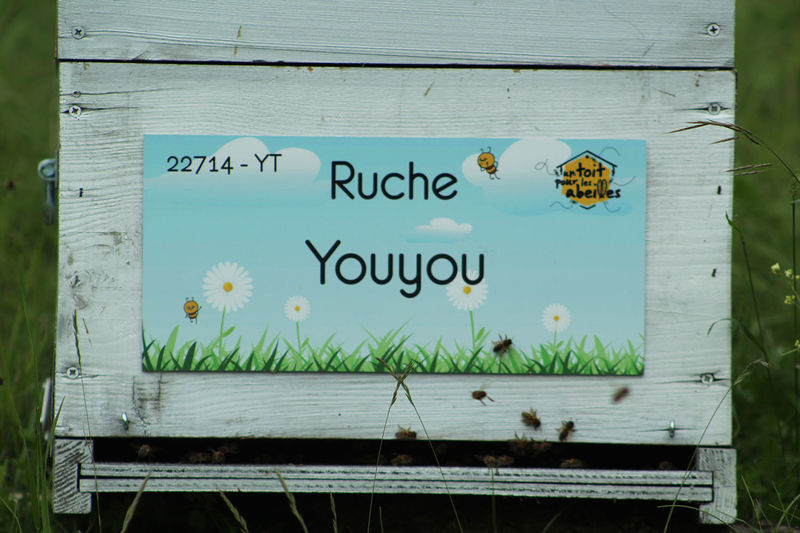 22714 - YT
Ruche
Youyou
un toit
pour les
abeilles